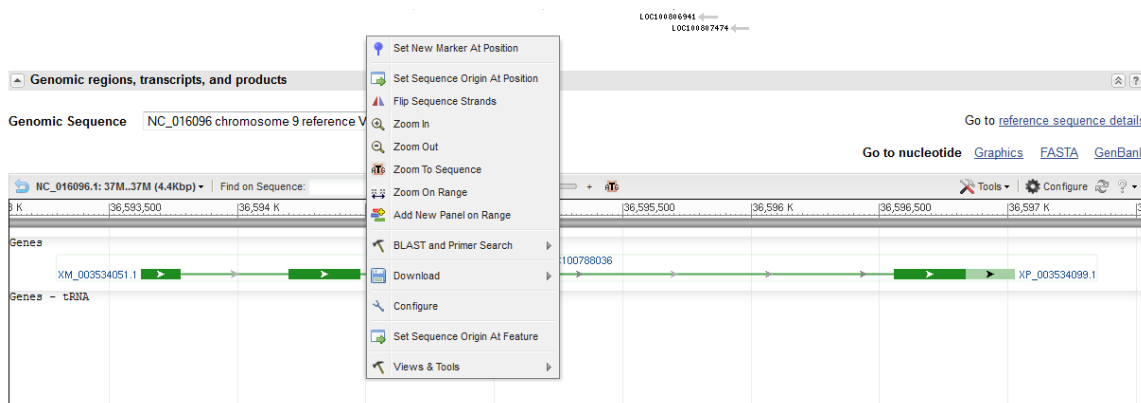 LOC100806941
LOC100807474
Genomic regions, transcripts, and products
Genomic Sequence NC_016096 chromosome 9 reference V
Go to reference sequence details
Go to nucleotide Graphics FASTA GenBank
NC_016096.1: 37M..37M (4.4Kbp) Find on Sequence: + ATG Tools Configure ?
K 36,593,500 36,594 K 36,595,500 36,596 K 36,596,500 36,597 K
Genes
C100788036
XM_003534051.1 XP_003534099.1
Genes - tRNA
Set New Marker At Position
Set Sequence Origin At Position
Flip Sequence Strands
Zoom In
Zoom Out
ATG Zoom To Sequence
Zoom On Range
Add New Panel on Range
BLAST and Primer Search
Download
Configure
Set Sequence Origin At Feature
Views & Tools